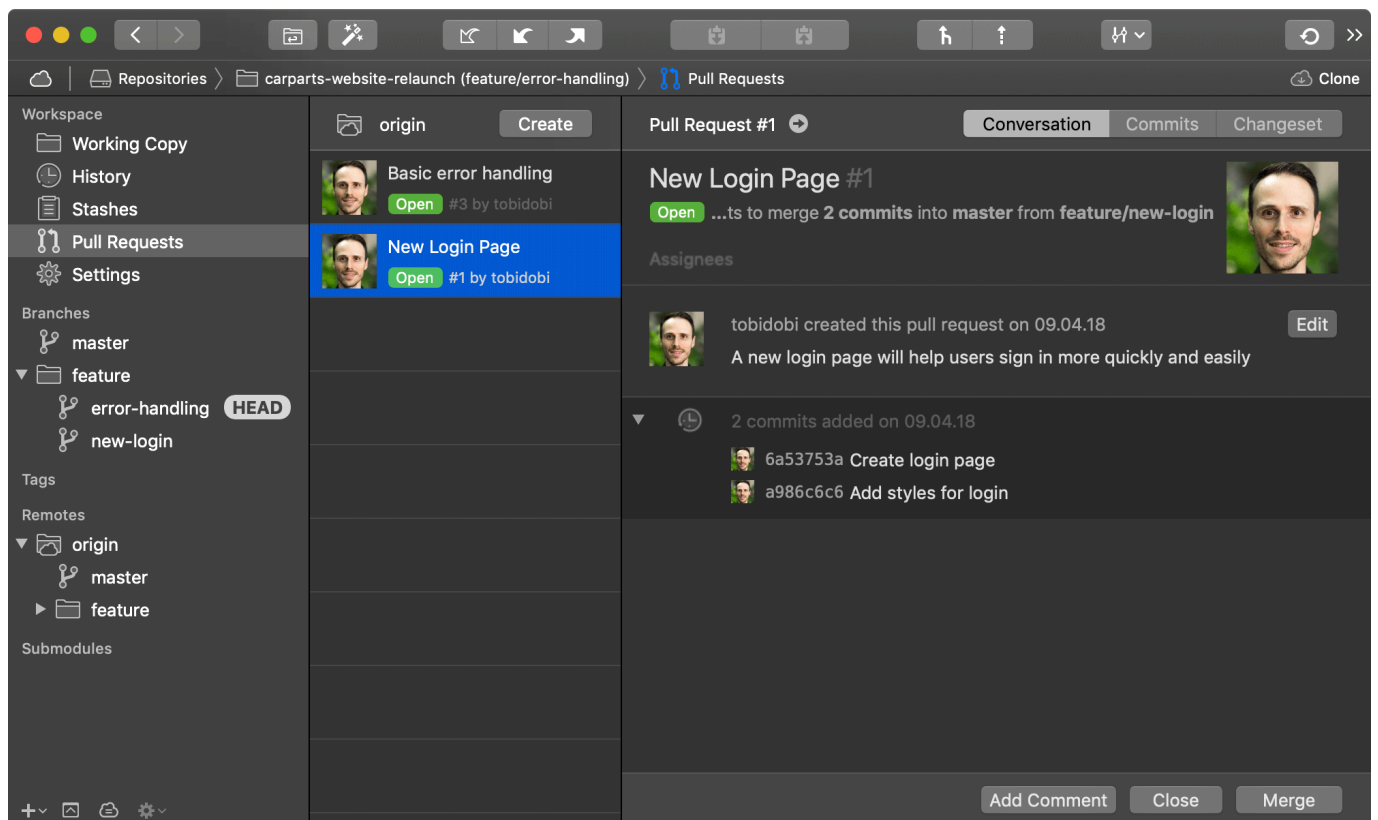 Repositories carparts-website-relaunch (feature/error-handling) Pull Requests Clone
Workspace
Working Copy
History
Stashes
Pull Requests
Settings
Branches
master
feature
error-handling HEAD
new-login
Tags
Remotes
origin
master
feature
Submodules
origin Create
Basic error handling
Open #3 by tobidobi
New Login Page
Open #1 by tobidobi
Pull Request #1 Conversation Commits Changeset
New Login Page #1
Open ...ts to merge 2 commits into master from feature/new-login
Assignees
tobidobi created this pull request on 09.04.18 Edit
A new login page will help users sign in more quickly and easily
2 commits added on 09.04.18
6a53753a Create login page
a986c6c6 Add styles for login
Add Comment Close Merge